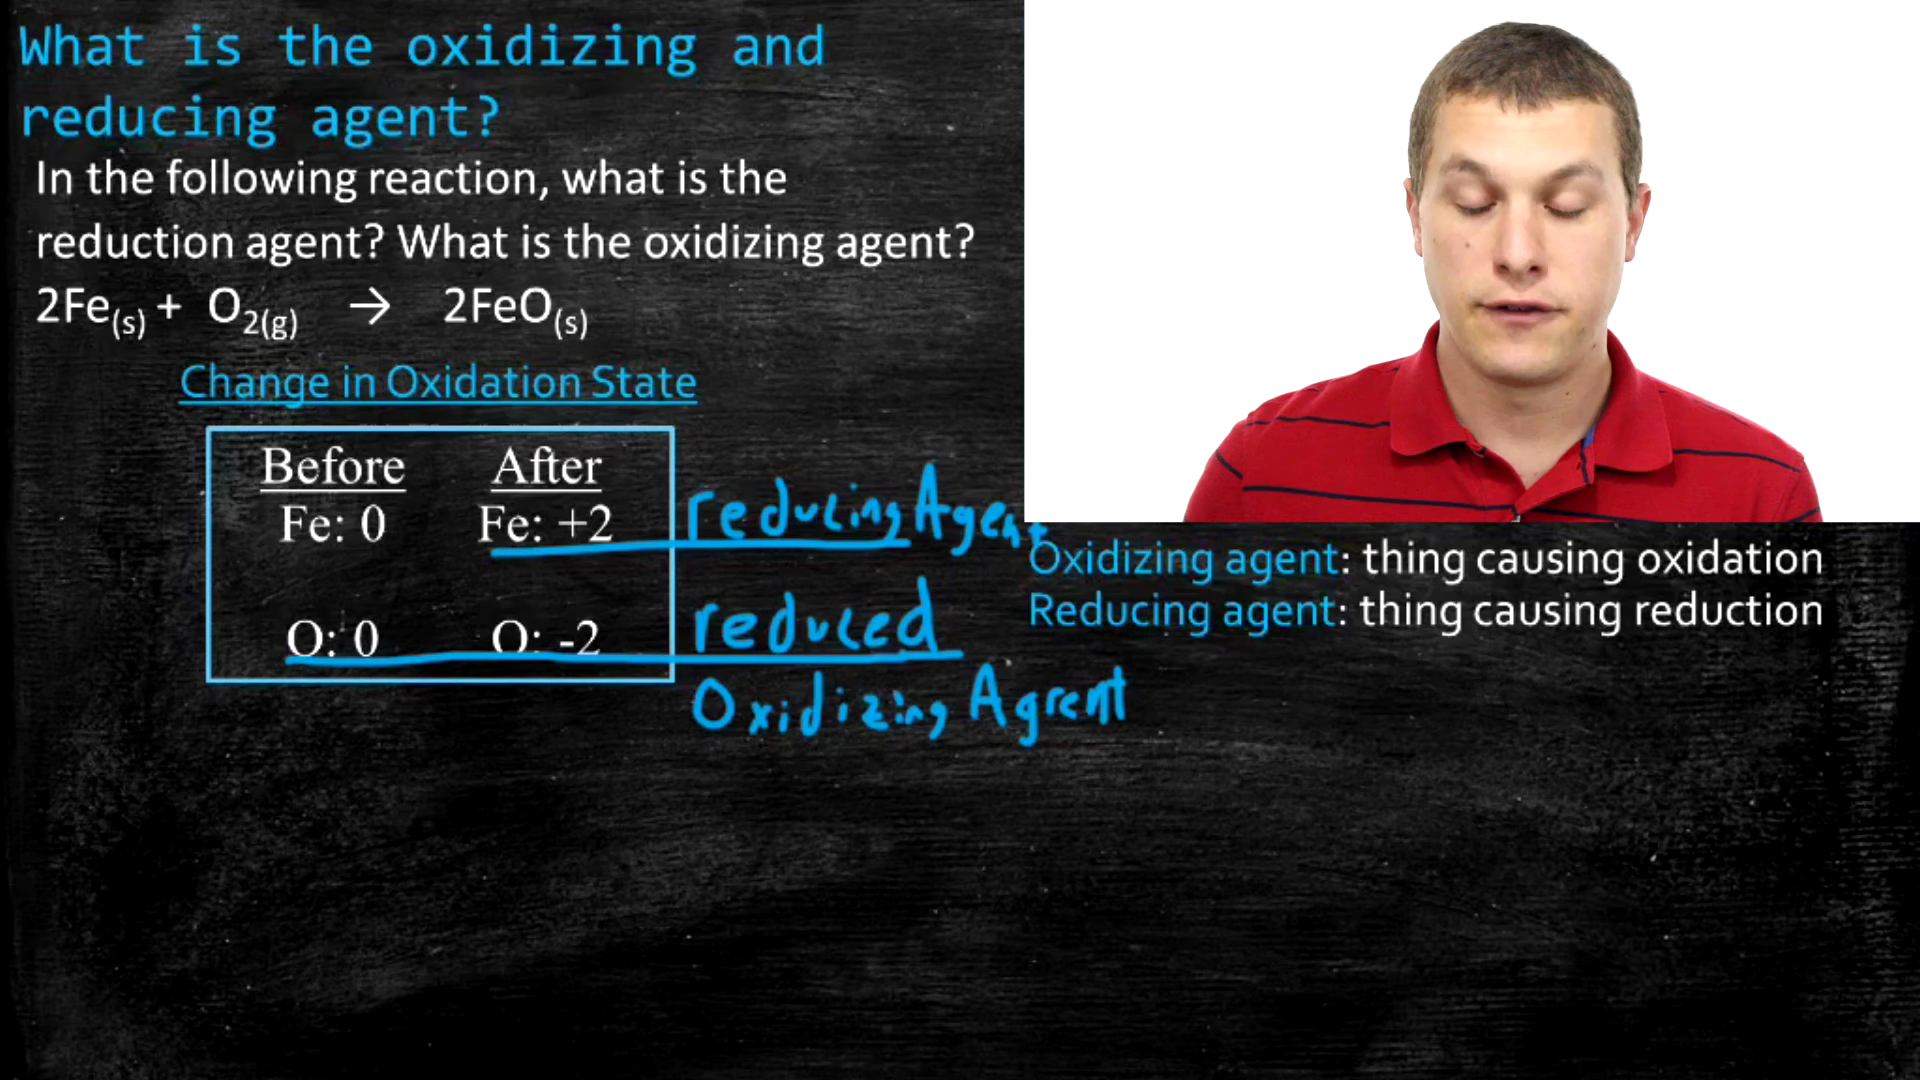 What is the oxidizing and
reducing agent?
In the following reaction, what is the
reduction agent? What is the oxidizing agent?
2Fe(s) + O2(g) → 2FeO(s)
Change in Oxidation State
Before After
Fe: 0 Fe: +2 reducing Agent
O: 0 O: -2 reduced
Oxidizing Agrent
Oxidizing agent: thing causing oxidation
Reducing agent: thing causing reduction